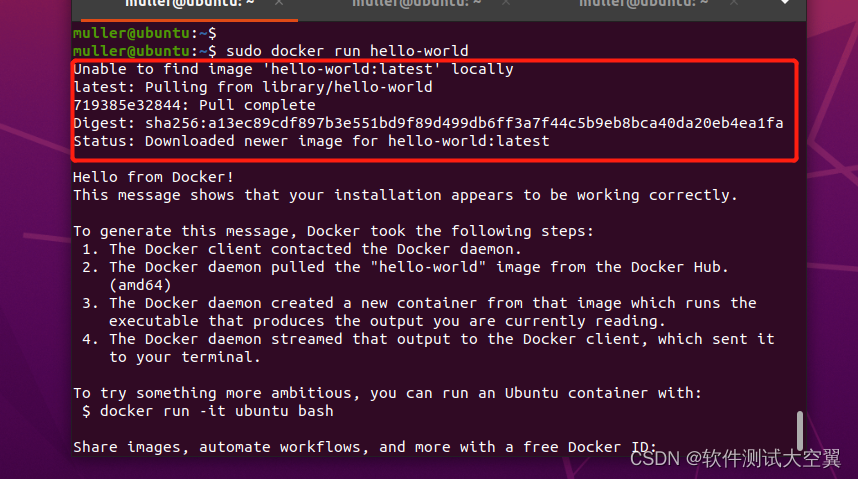 muller@ubuntu: ~
muller@ubuntu: ~
muller@ubuntu: ~
muller@ubuntu:~$
muller@ubuntu:~$ sudo docker run hello-world
Unable to find image 'hello-world:latest' locally
latest: Pulling from library/hello-world
719385e32844: Pull complete
Digest: sha256:a13ec89cdf897b3e551bd9f89d499db6ff3a7f44c5b9eb8bca40da20eb4ea1fa
Status: Downloaded newer image for hello-world:latest
Hello from Docker!
This message shows that your installation appears to be working correctly.
To generate this message, Docker took the following steps:
1. The Docker client contacted the Docker daemon.
2. The Docker daemon pulled the "hello-world" image from the Docker Hub.
(amd64)
3. The Docker daemon created a new container from that image which runs the
executable that produces the output you are currently reading.
4. The Docker daemon streamed that output to the Docker client, which sent it
to your terminal.
To try something more ambitious, you can run an Ubuntu container with:
$ docker run -it ubuntu bash
Share images, automate workflows, and more with a free Docker ID:
CSDN @软件测试大空翼